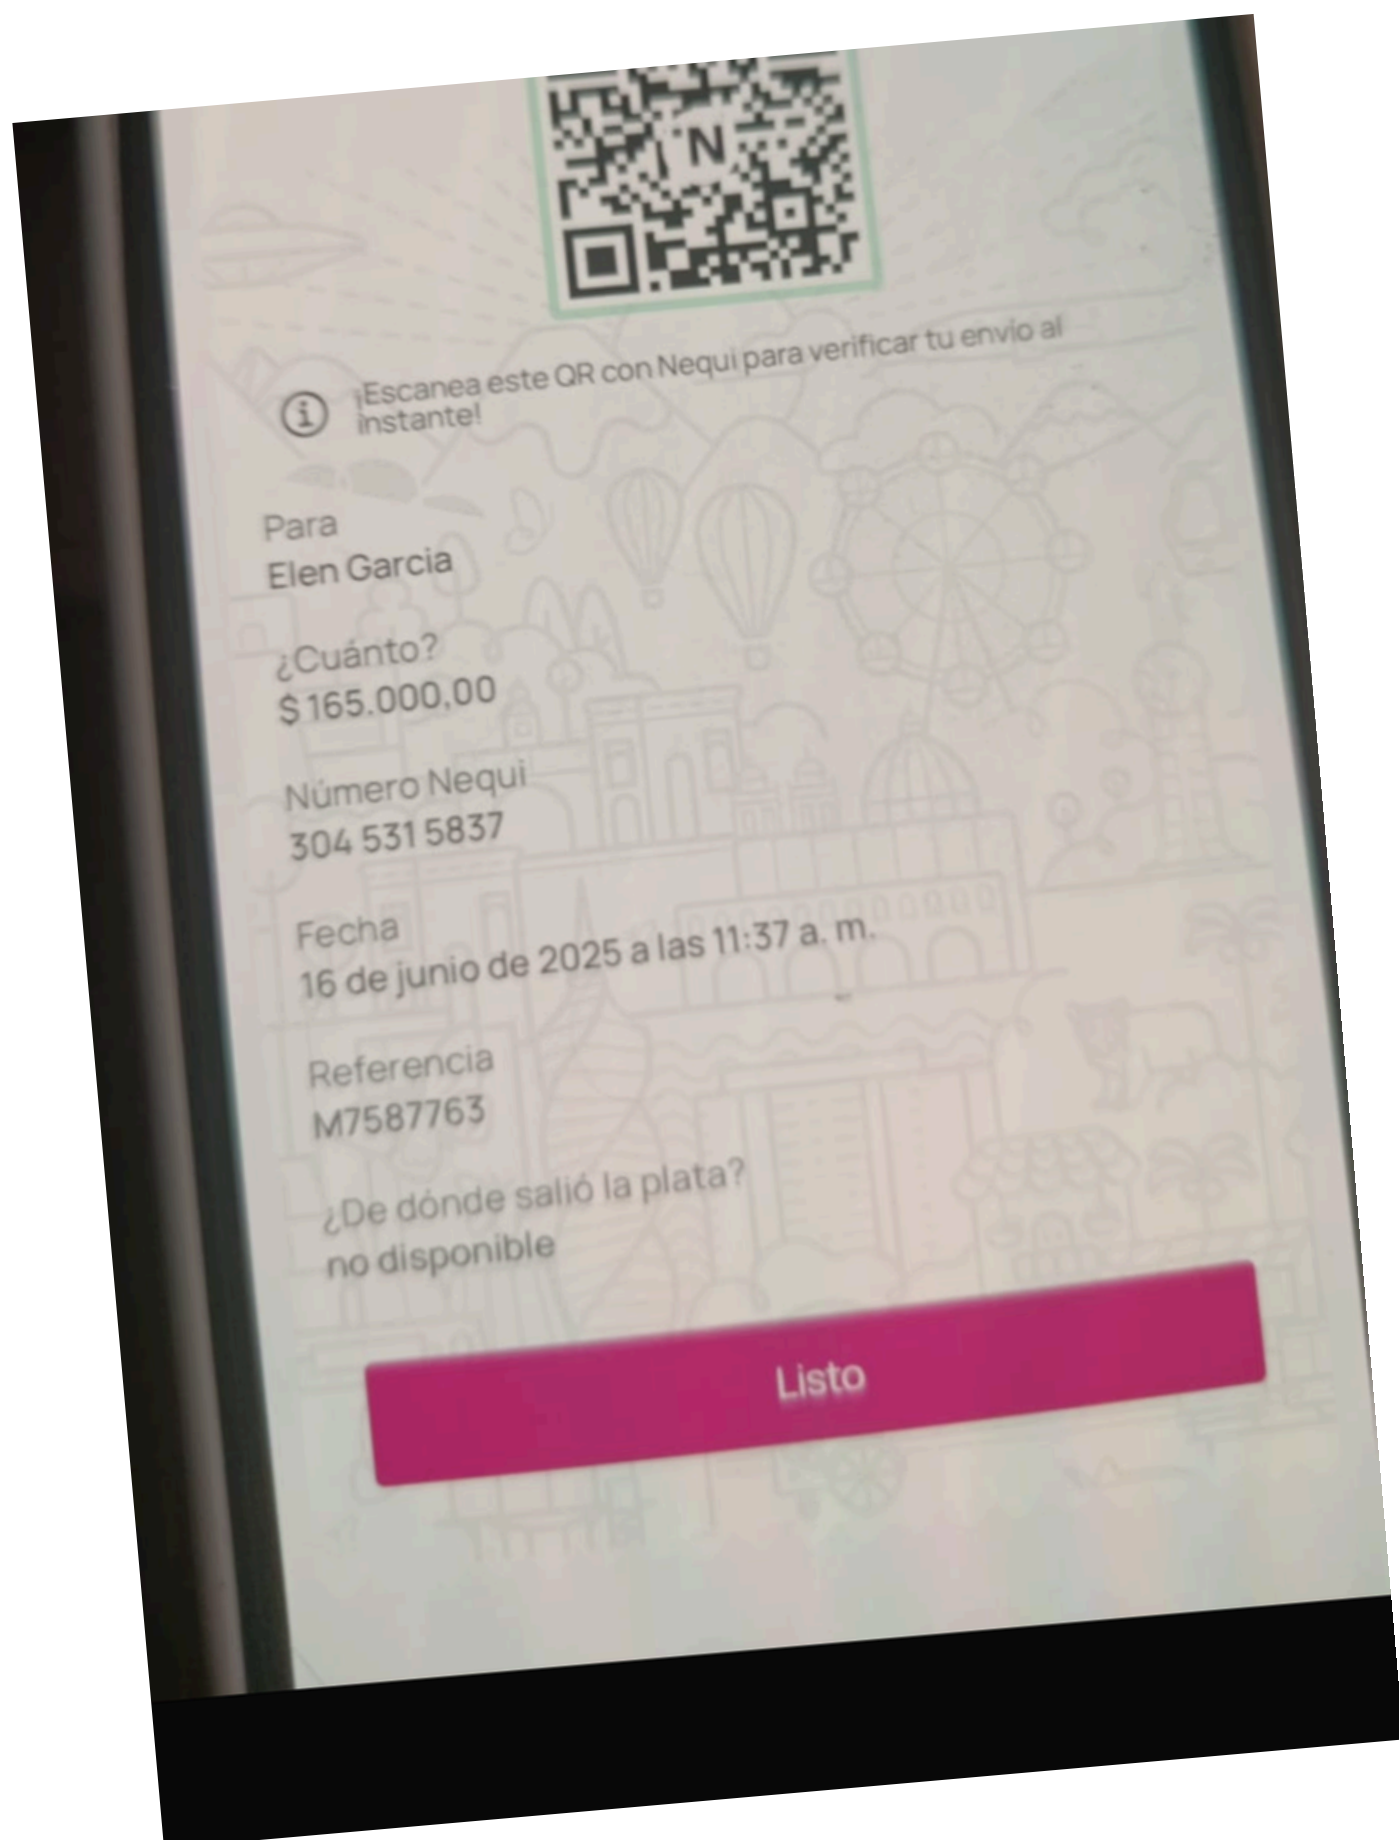 N
¡Escanea este QR con Nequi para verificar tu envio al
instante!
Para
Elen Garcia
¿Cuánto?
$ 165.000,00
Número Nequi
304 531 5837
Fecha
16 de junio de 2025 a las 11:37 a. m.
Referencia
M7587763
¿De dónde salió la plata?
no disponible
Listo